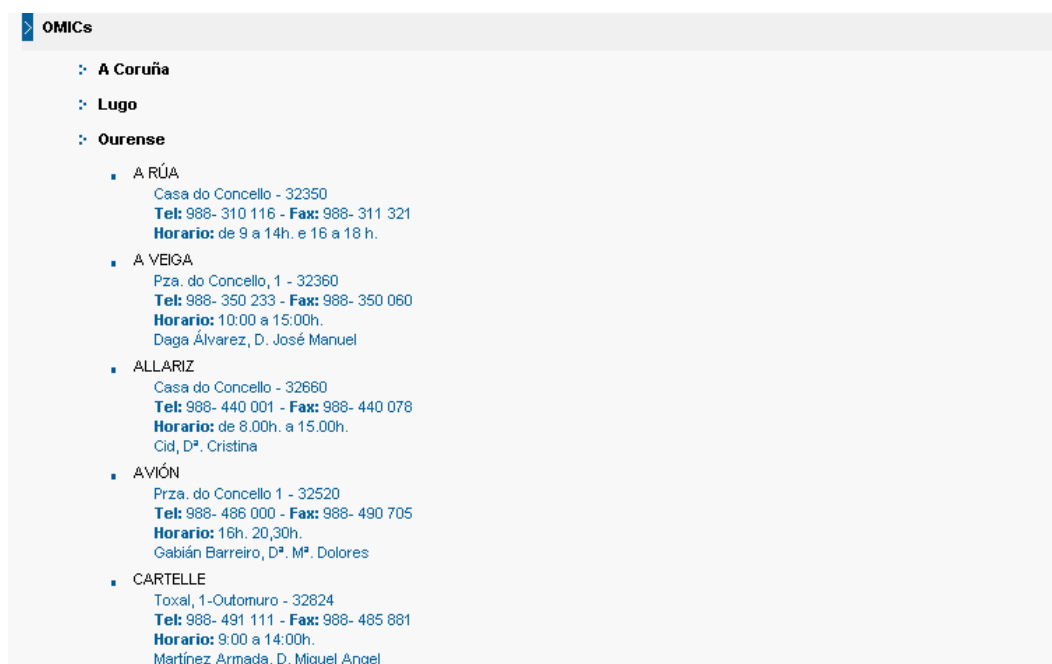 OMICs
A Coruña
Lugo
Ourense
A RÚA
Casa do Concello - 32350
Tel: 988- 310 116 - Fax: 988- 311 321
Horario: de 9 a 14h. e 16 a 18 h.
A VEIGA
Pza. do Concello, 1 - 32360
Tel: 988- 350 233 - Fax: 988- 350 060
Horario: 10:00 a 15:00h.
Daga Álvarez, D. José Manuel
ALLARIZ
Casa do Concello - 32660
Tel: 988- 440 001 - Fax: 988- 440 078
Horario: de 8.00h. a 15.00h.
Cid, Dª. Cristina
AVIÓN
Prza. do Concello 1 - 32520
Tel: 988- 486 000 - Fax: 988- 490 705
Horario: 16h. 20,30h.
Gabián Barreiro, Dª. Mª. Dolores
CARTELLE
Toxal, 1-Outomuro - 32824
Tel: 988- 491 111 - Fax: 988- 485 881
Horario: 9:00 a 14:00h.
Martínez Armada, D. Miguel Angel